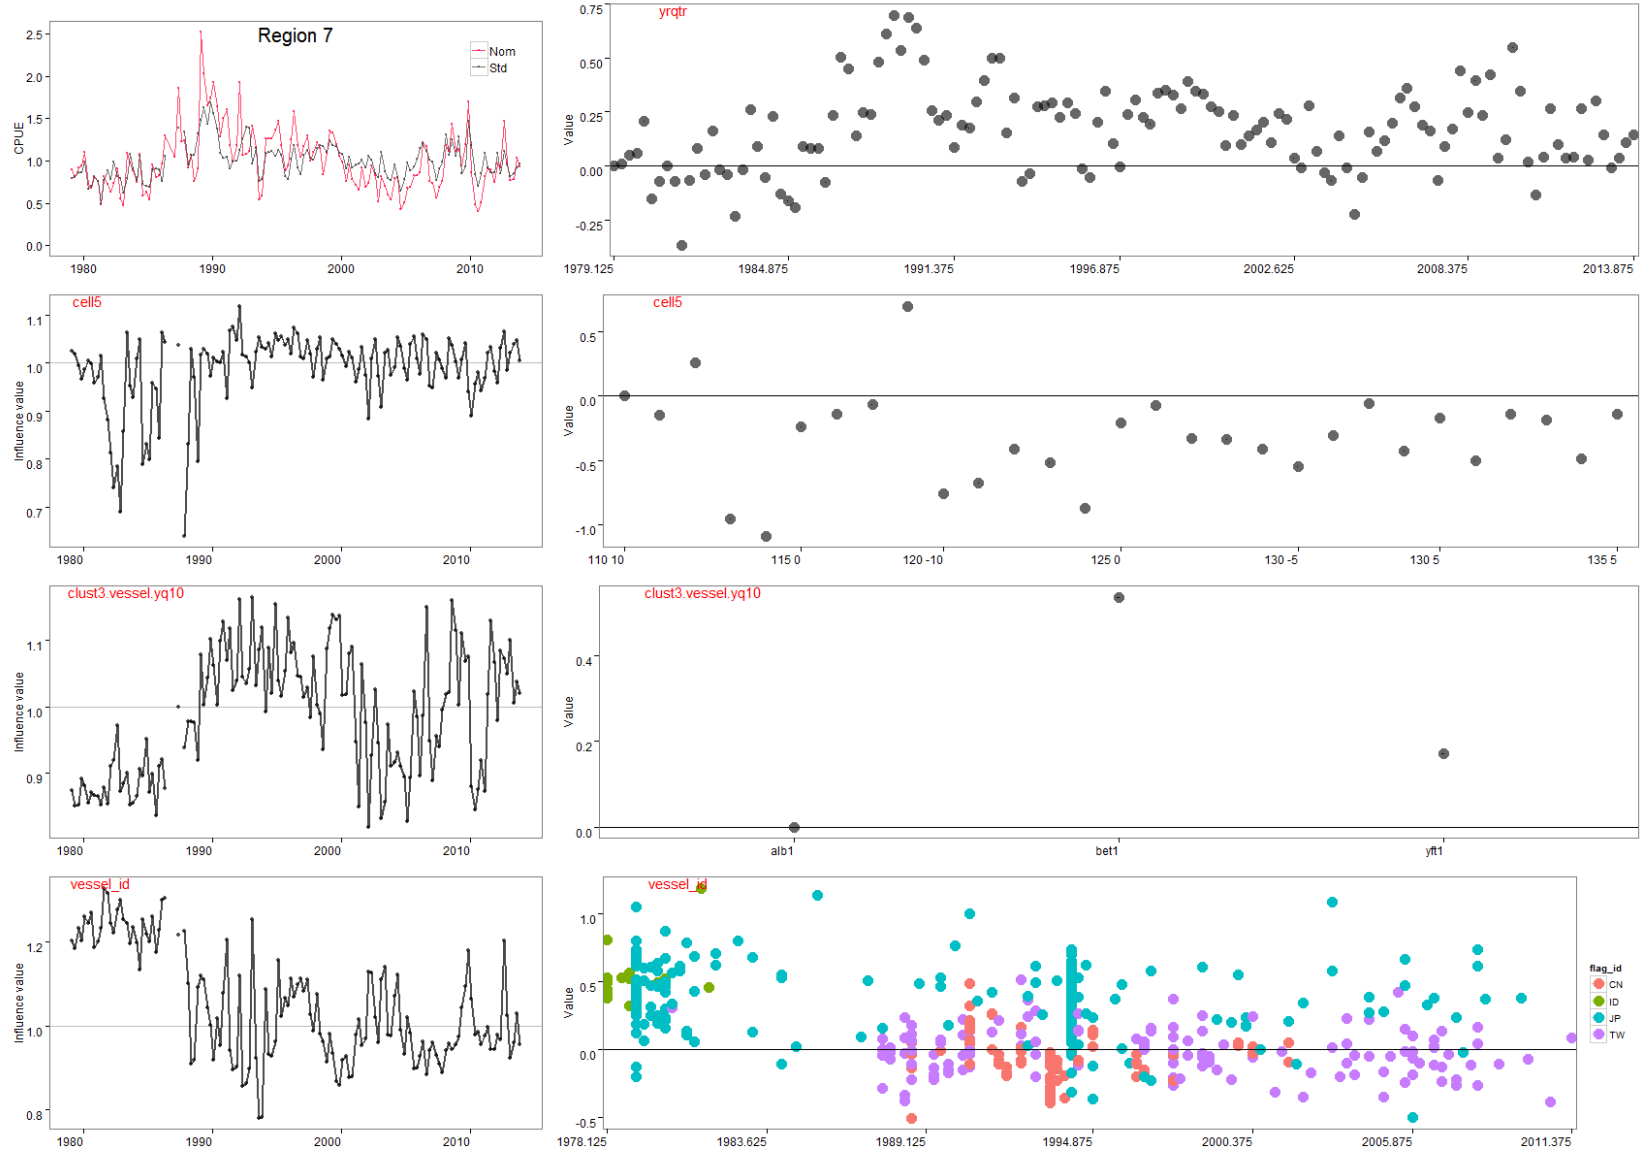 Region 7
Nom
Std
CPUE
2.5
2.0
1.5
1.0
0.5
0.0
1980 1990 2000 2010
yrqtr
Value
0.75
0.50
0.25
0.00
-0.25
1979.125 1984.875 1991.375 1996.875 2002.625 2008.375 2013.875
cell5
Influence value
1.1
1.0
0.9
0.8
0.7
1980 1990 2000 2010
cell5
Value
0.5
0.0
-0.5
-1.0
110 10 115 0 120 -10 125 0 130 -5 130 5 135 5
clust3.vessel.yq10
Influence value
1.1
1.0
0.9
1980 1990 2000 2010
clust3.vessel.yq10
Value
0.4
0.2
0.0
alb1 bet1 yft1
vessel_id
Influence value
1.2
1.0
0.8
1980 1990 2000 2010
vessel_id
Value
1.0
0.5
0.0
-0.5
1978.125 1983.625 1989.125 1994.875 2000.375 2005.875 2011.375
flag_id
CN
ID
JP
TW